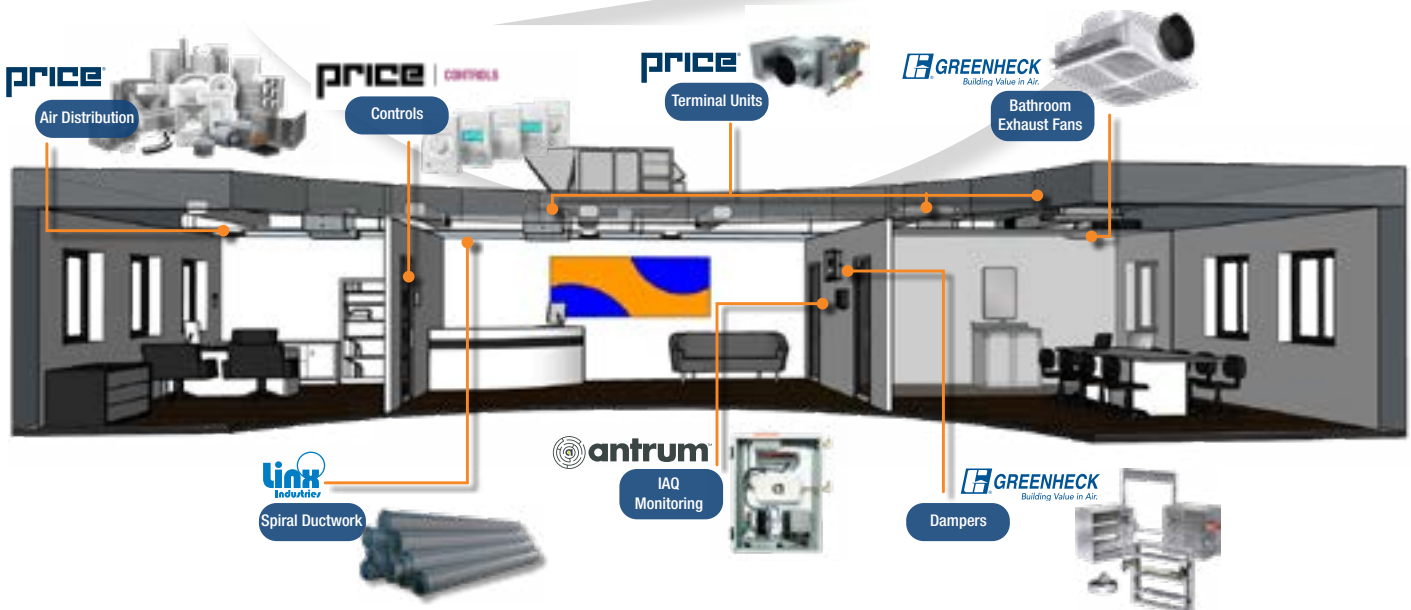 price
Air Distribution
price | CONTROLS
Controls
price
Terminal Units
GREENHECK
Building Value in Air.
Bathroom
Exhaust Fans
Linx
Industries
Spiral Ductwork
antrum
IAQ
Monitoring
GREENHECK
Building Value in Air.
Dampers